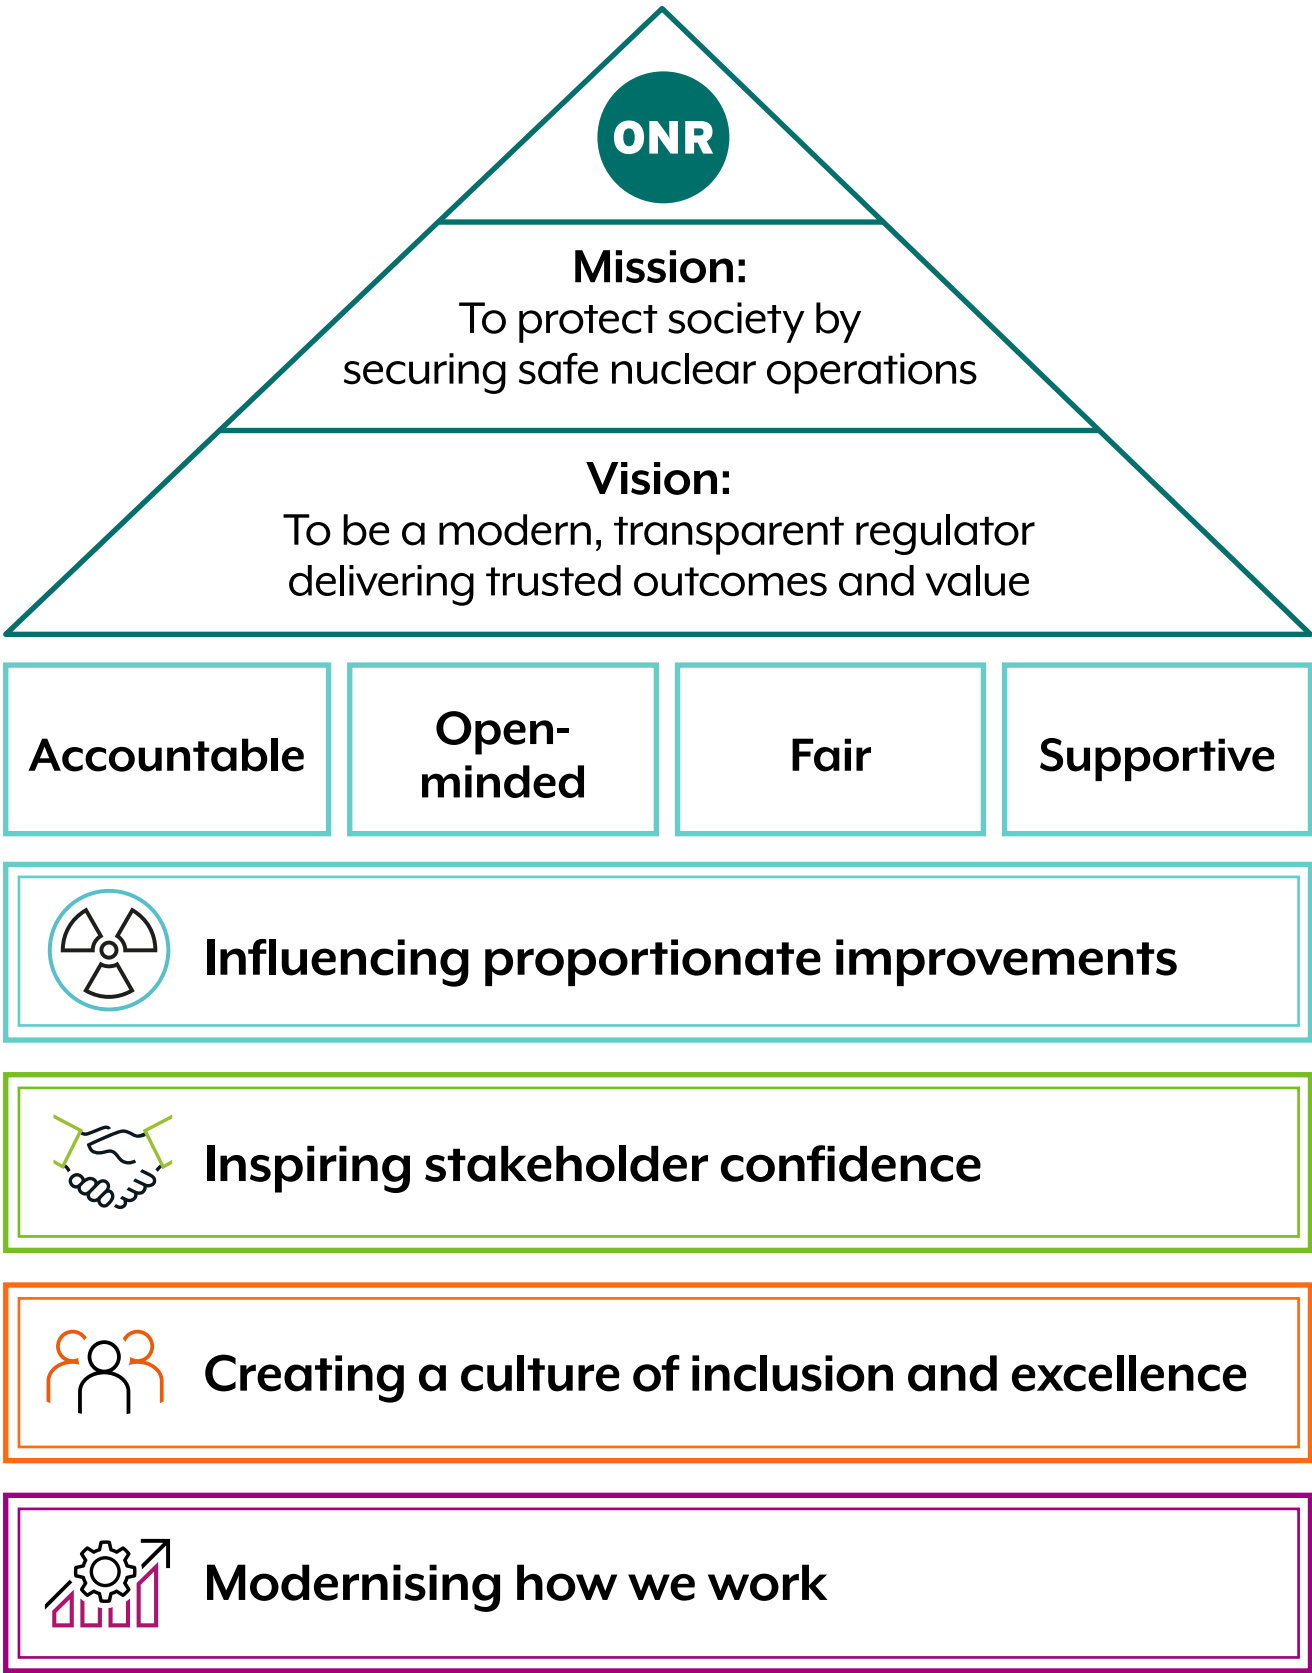 ONR
Mission:
To protect society by
securing safe nuclear operations
Vision:
To be a modern, transparent regulator
delivering trusted outcomes and value
Accountable
Open-
minded
Fair
Supportive
Influencing proportionate improvements
Inspiring stakeholder confidence
Creating a culture of inclusion and excellence
Modernising how we work